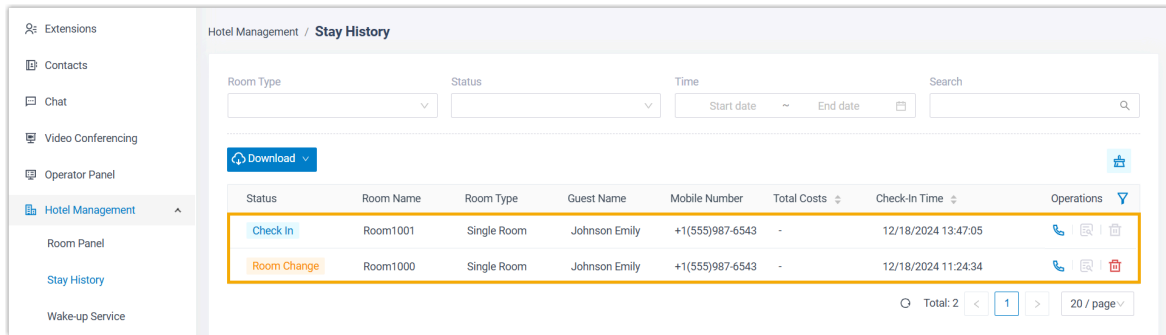 Extensions
Contacts
Chat
Video Conferencing
Operator Panel
Hotel Management
Room Panel
Stay History
Wake-up Service
Hotel Management / Stay History
Room Type Status Time Search
Start date ~ End date
Download
Status Room Name Room Type Guest Name Mobile Number Total Costs Check-In Time Operations
Check In Room1001 Single Room Johnson Emily +1(555)987-6543 - 12/18/2024 13:47:05
Room Change Room1000 Single Room Johnson Emily +1(555)987-6543 - 12/18/2024 11:24:34
Total: 2 < 1 > 20 / page